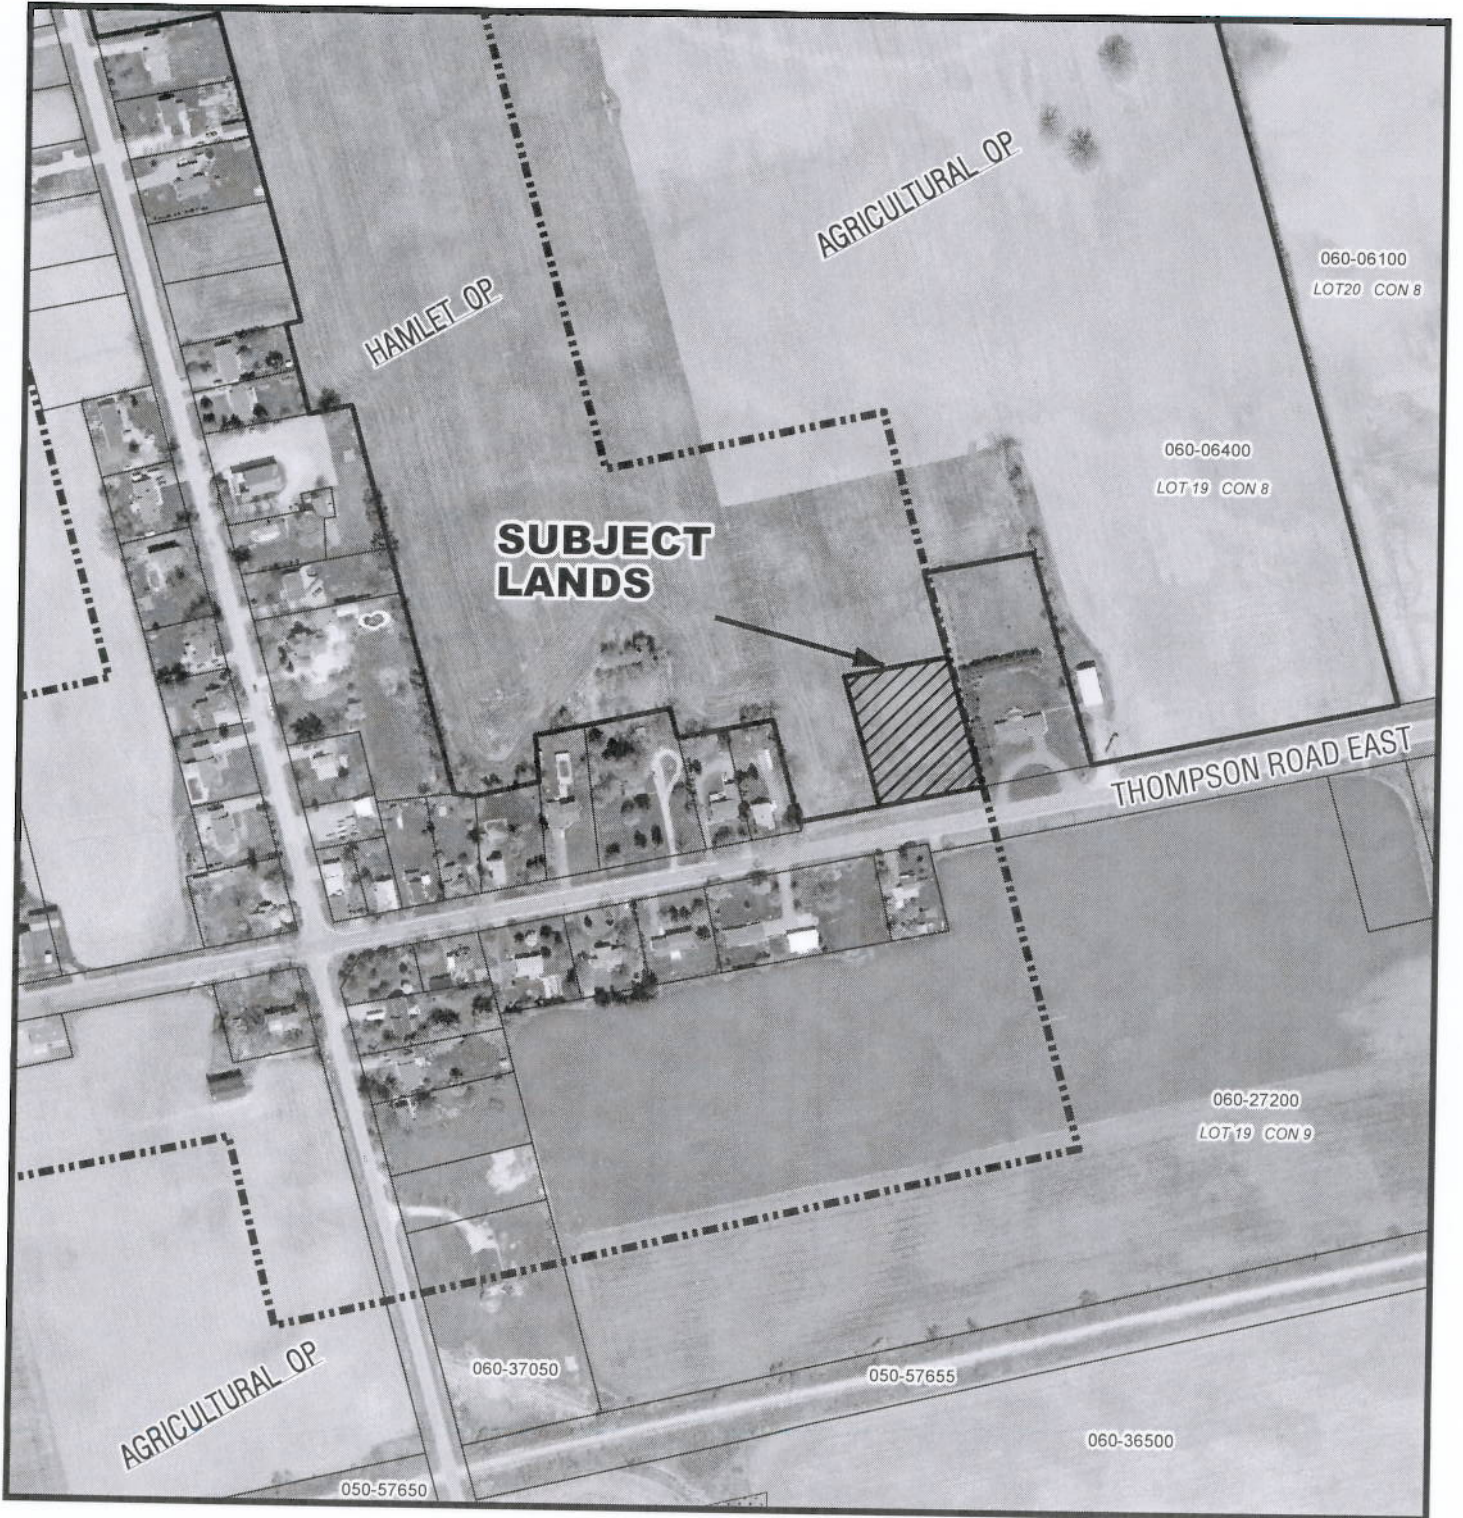 AGRICULTURAL OP
060-06100
LOT20 CON 8
HAMLET OP
060-06400
LOT 19 CON 8
SUBJECT
LANDS
THOMPSON ROAD EAST
060-27200
LOT 19 CON 9
AGRICULTURAL OP
060-37050
050-57655
060-36500
050-57650